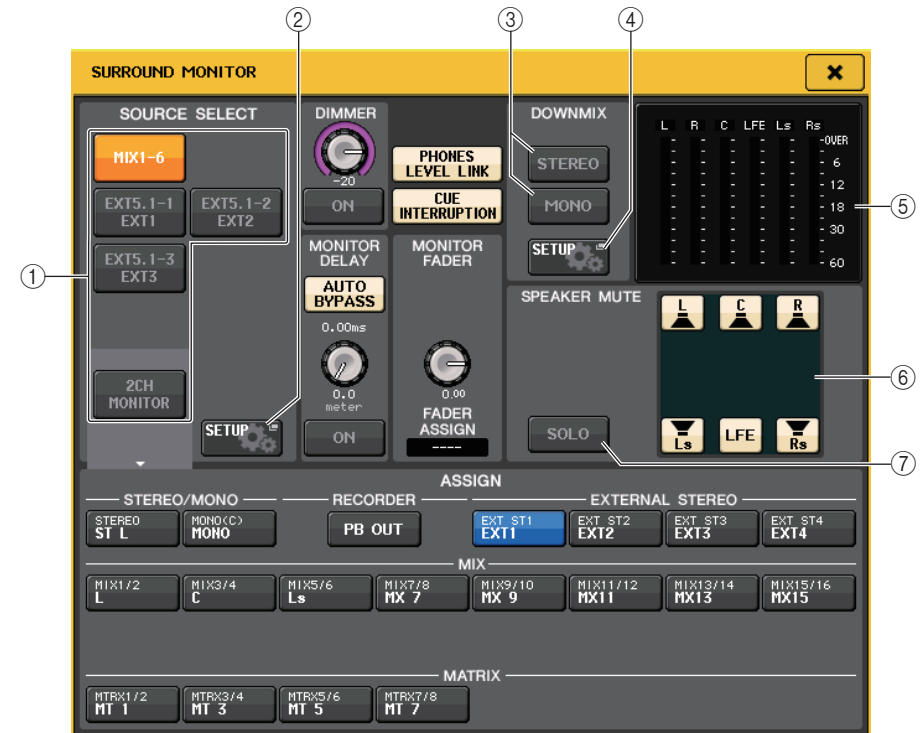 ② ③ ④
SURROUND MONITOR
SOURCE SELECT
MIX1-6
EXT5.1-1
EXT1
EXT5.1-2
EXT2
EXT5.1-3
EXT3
①
2CH
MONITOR
SETUP
DIMMER
-20
ON
PHONES
LEVEL LINK
CUE
INTERRUPTION
MONITOR
DELAY
AUTO
BYPASS
0.00ms
0.0
meter
ON
MONITOR
FADER
0.00
FADER
ASSIGN
----
DOWNMIX
STEREO
MONO
SETUP
L R C LFE Ls Rs
OVER
6
12
18
30
60
⑤
SPEAKER MUTE
L C R
Ls LFE Rs
⑥
SOLO
⑦
ASSIGN
STEREO/MONO RECORDER EXTERNAL STEREO
STEREO
ST L
MONO(C)
MONO
PB OUT
EXT ST1
EXT1
EXT ST2
EXT2
EXT ST3
EXT3
EXT ST4
EXT4
MIX
MIX1/2
L
MIX3/4
C
MIX5/6
Ls
MIX7/8
MX 7
MIX9/10
MX 9
MIX11/12
MX11
MIX13/14
MX13
MIX15/16
MX15
MATRIX
MTRX1/2
MT 1
MTRX3/4
MT 3
MTRX5/6
MT 5
MTRX7/8
MT 7